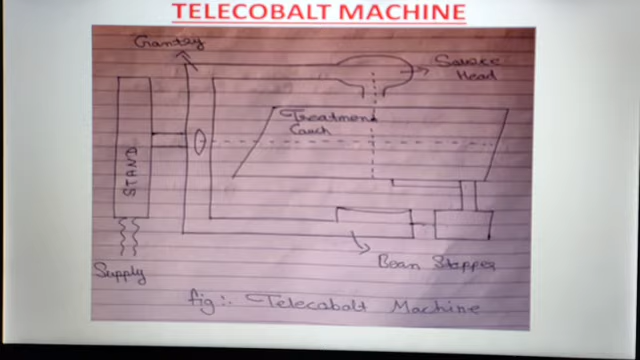 TELECOBALT MACHINE
Gantry
Source
Head
Treatment
Couch
STAND
Supply
Beam Stopper
fig:- Telecobalt Machine